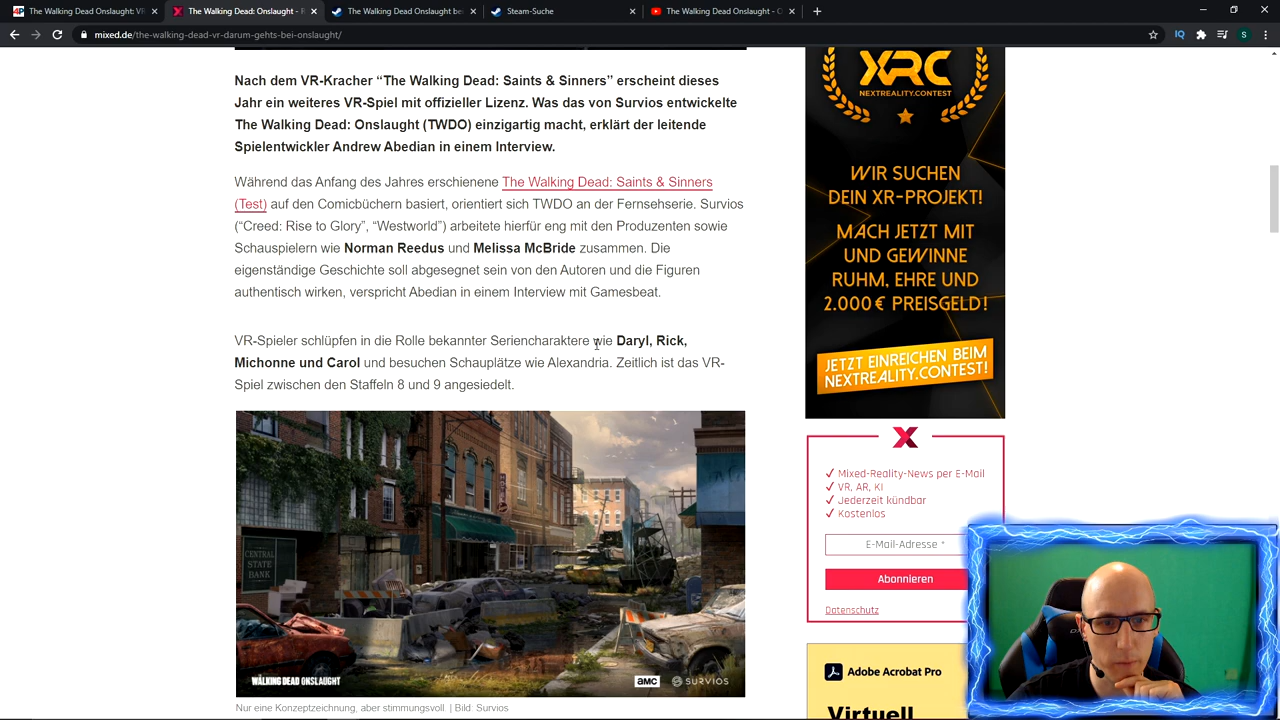 The Walking Dead: Onslaught: VR
The Walking Dead: Onslaught - R
The Walking Dead Onslaught bei
Steam-Suche
The Walking Dead: Onslaught - O
mixed.de/the-walking-dead-vr-darum-gehts-bei-onslaught/
Nach dem VR-Kracher “The Walking Dead: Saints & Sinners” erscheint dieses
Jahr ein weiteres VR-Spiel mit offizieller Lizenz. Was das von Survios entwickelte
The Walking Dead: Onslaught (TWDO) einzigartig macht, erklärt der leitende
Spielentwickler Andrew Abedian in einem Interview.
Während das Anfang des Jahres erschienene The Walking Dead: Saints & Sinners
(Test) auf den Comicbüchern basiert, orientiert sich TWDO an der Fernsehserie. Survios
(“Creed: Rise to Glory”, “Westworld”) arbeitete hierfür eng mit den Produzenten sowie
Schauspielern wie Norman Reedus und Melissa McBride zusammen. Die
eigenständige Geschichte soll abgesegnet sein von den Autoren und die Figuren
authentisch wirken, verspricht Abedian in einem Interview mit Gamesbeat.
VR-Spieler schlüpfen in die Rolle bekannter Seriencharaktere wie Daryl, Rick,
Michonne und Carol und besuchen Schauplätze wie Alexandria. Zeitlich ist das VR-
Spiel zwischen den Staffeln 8 und 9 angesiedelt.
CENTRAL
STATE
BANK
THE WALKING DEAD ONSLAUGHT
amc
SURVIOS
Nur eine Konzeptzeichnung, aber stimmungsvoll. | Bild: Survios
XRC
NEXTREALITY.CONTEST
WIR SUCHEN
DEIN XR-PROJEKT!
MACH JETZT MIT
UND GEWINNE
RUHM, EHRE UND
2.000 € PREISGELD!
JETZT EINREICHEN BEIM
NEXTREALITY.CONTEST!
✓ Mixed-Reality-News per E-Mail
✓ VR, AR, KI
✓ Jederzeit kündbar
✓ Kostenlos
E-Mail-Adresse *
Abonnieren
Datenschutz
Adobe Acrobat Pro
Virtuell